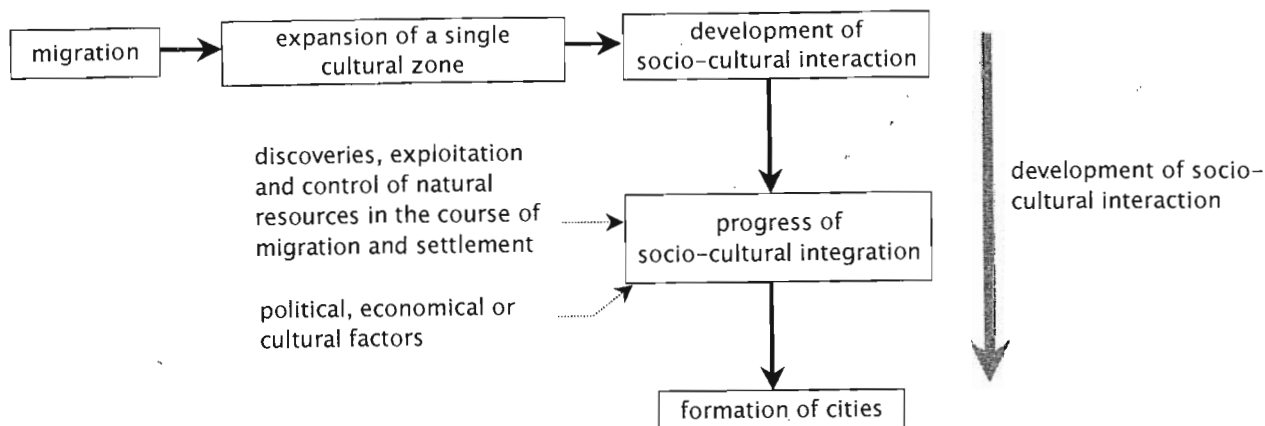 migration
expansion of a single
cultural zone
development of
socio-cultural interaction
discoveries, exploitation
and control of natural
resources in the course of
migration and settlement
progress of
socio-cultural integration
political, economical or
cultural factors
formation of cities
development of socio-
cultural interaction